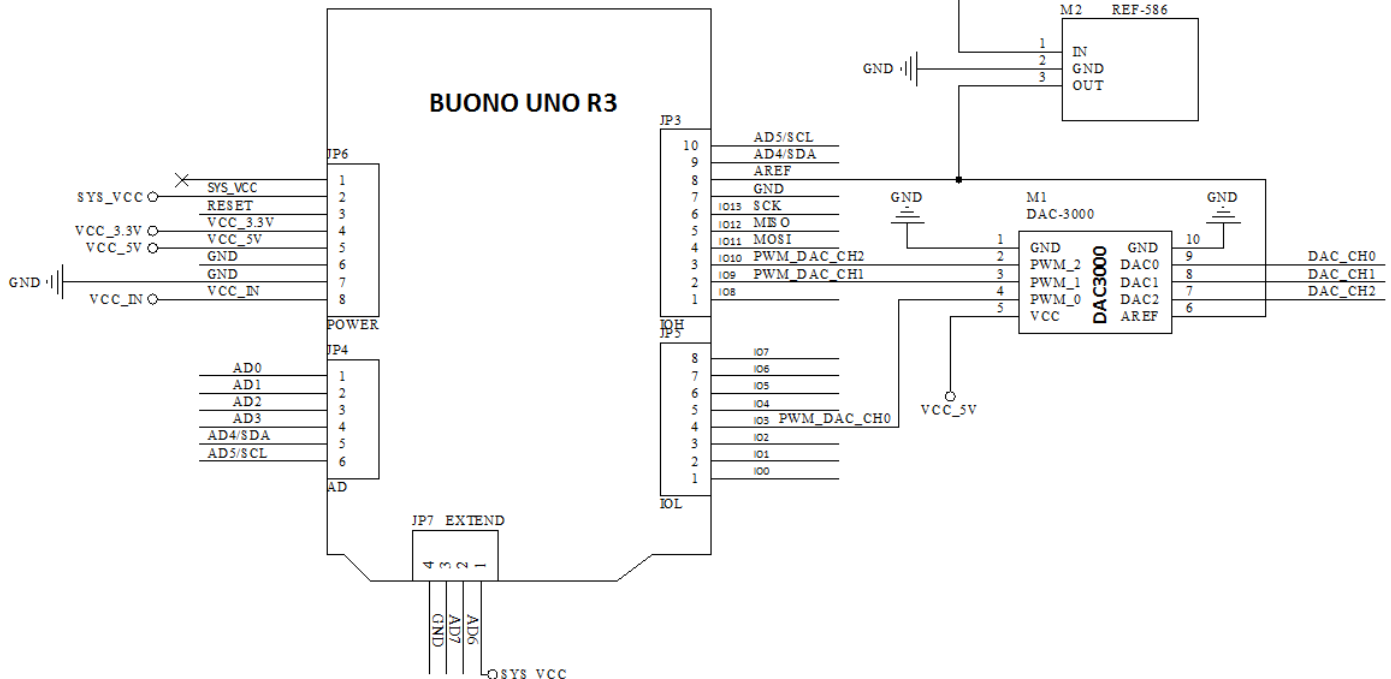 M2 REF-586
1 IN
2 GND
3 OUT
GND
BUONO UNO R3
JP6
1
SYS_VCC SYS_VCC 2
RESET 3
VCC_3.3V VCC_3.3V 4
VCC_5V VCC_5V 5
GND 6
GND GND 7
VCC_IN VCC_IN 8
POWER
JP4
AD0 1
AD1 2
AD2 3
AD3 4
AD4/SDA 5
AD5/SCL 6
AD
JP3
10 AD5/SCL
9 AD4/SDA
8 AREF
7 GND
6 IO13 SCK
5 IO12 MISO
4 IO11 MOSI
3 IO10 PWM_DAC_CH2
2 IO9 PWM_DAC_CH1
1 IO8
IOH
JP5
8 IO7
7 IO6
6 IO5
5 IO4
4 IO3 PWM_DAC_CH0
3 IO2
2 IO1
1 IO0
IOL
GND
M1
DAC-3000
GND
1 GND GND 10
2 PWM_2 DAC0 9 DAC_CH0
3 PWM_1 DAC1 8 DAC_CH1
4 PWM_0 DAC2 7 DAC_CH2
5 VCC AREF 6
DAC3000
VCC_5V
JP7 EXTEND
4 3 2 1
GND AD7 AD6
SYS_VCC